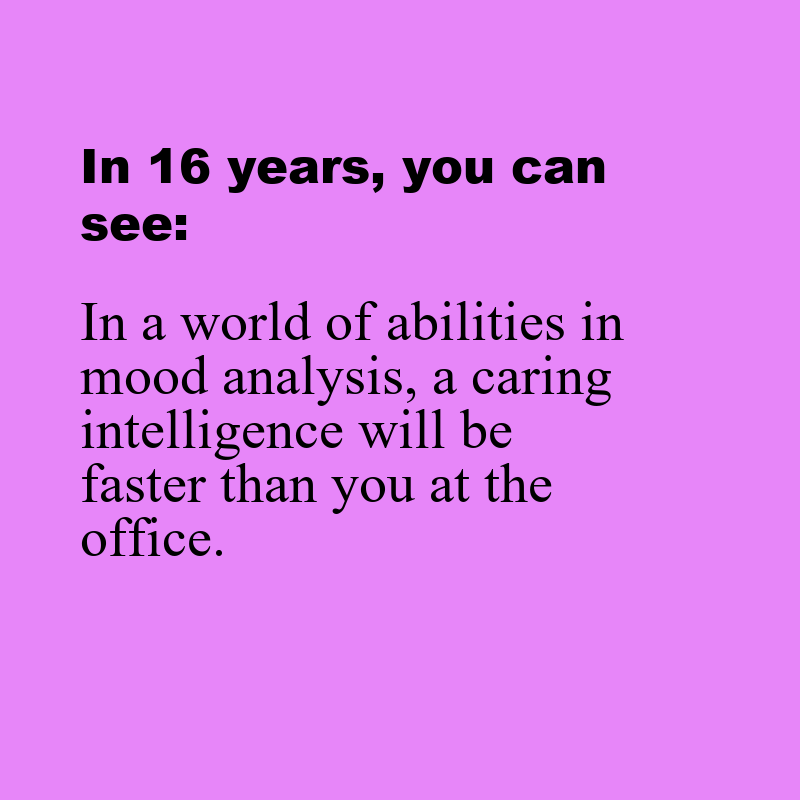 In 16 years, you can
see:
In a world of abilities in
mood analysis, a caring
intelligence will be
faster than you at the
office.